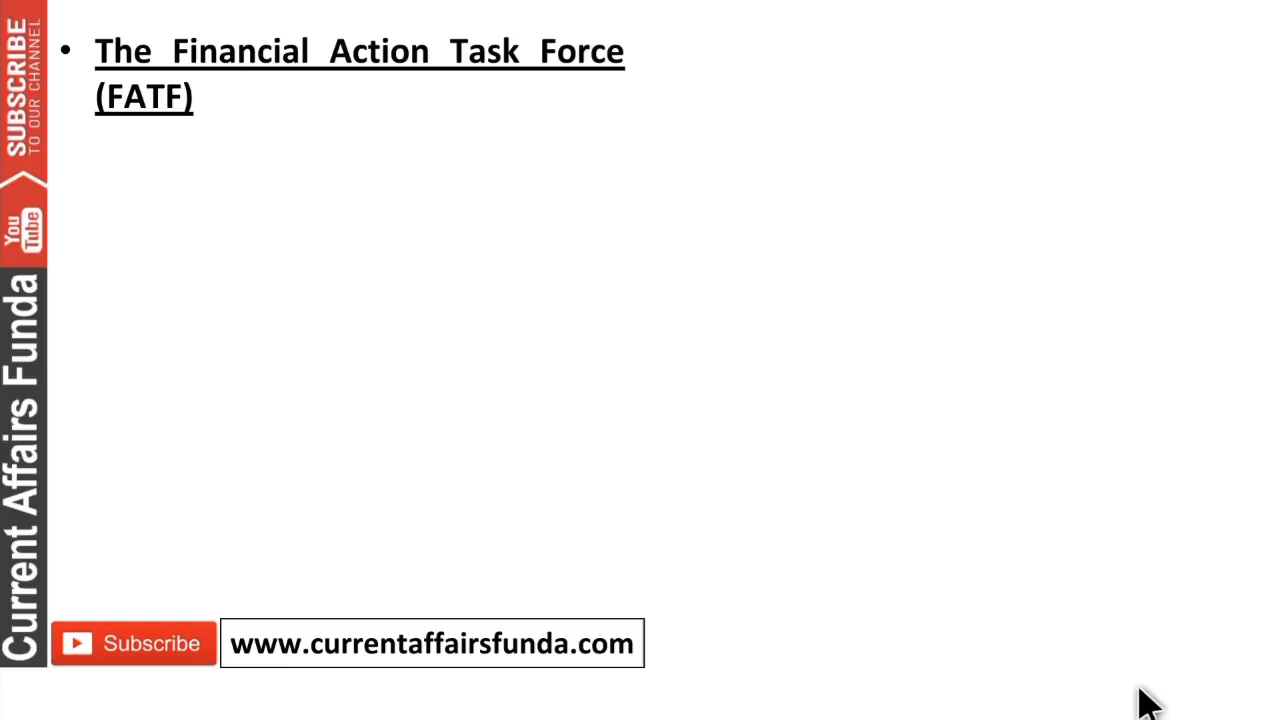 • The Financial Action Task Force
(FATF)
SUBSCRIBE
TO OUR CHANNEL
You
Tube
Current Affairs Funda
Subscribe
www.currentaffairsfunda.com